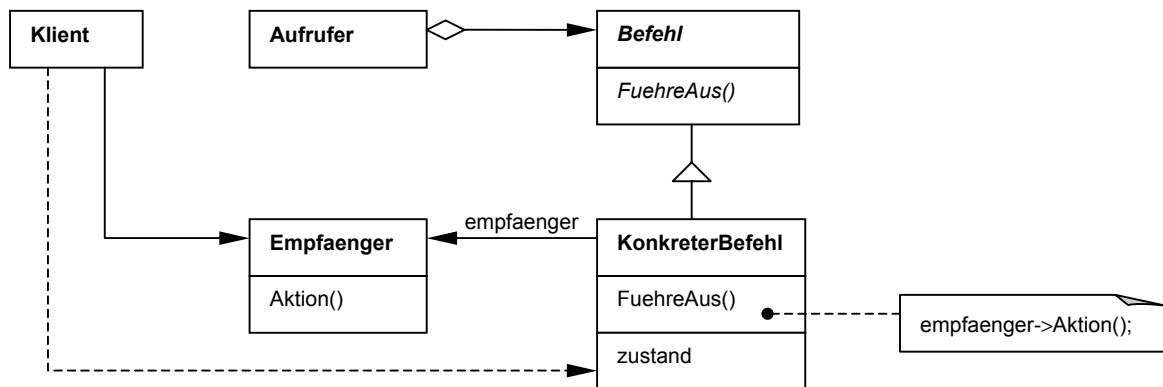 Klient
Aufrufer
Befehl
FuehreAus()
empfaenger
Empfaenger
Aktion()
KonkreterBefehl
FuehreAus()
zustand
empfaenger->Aktion();